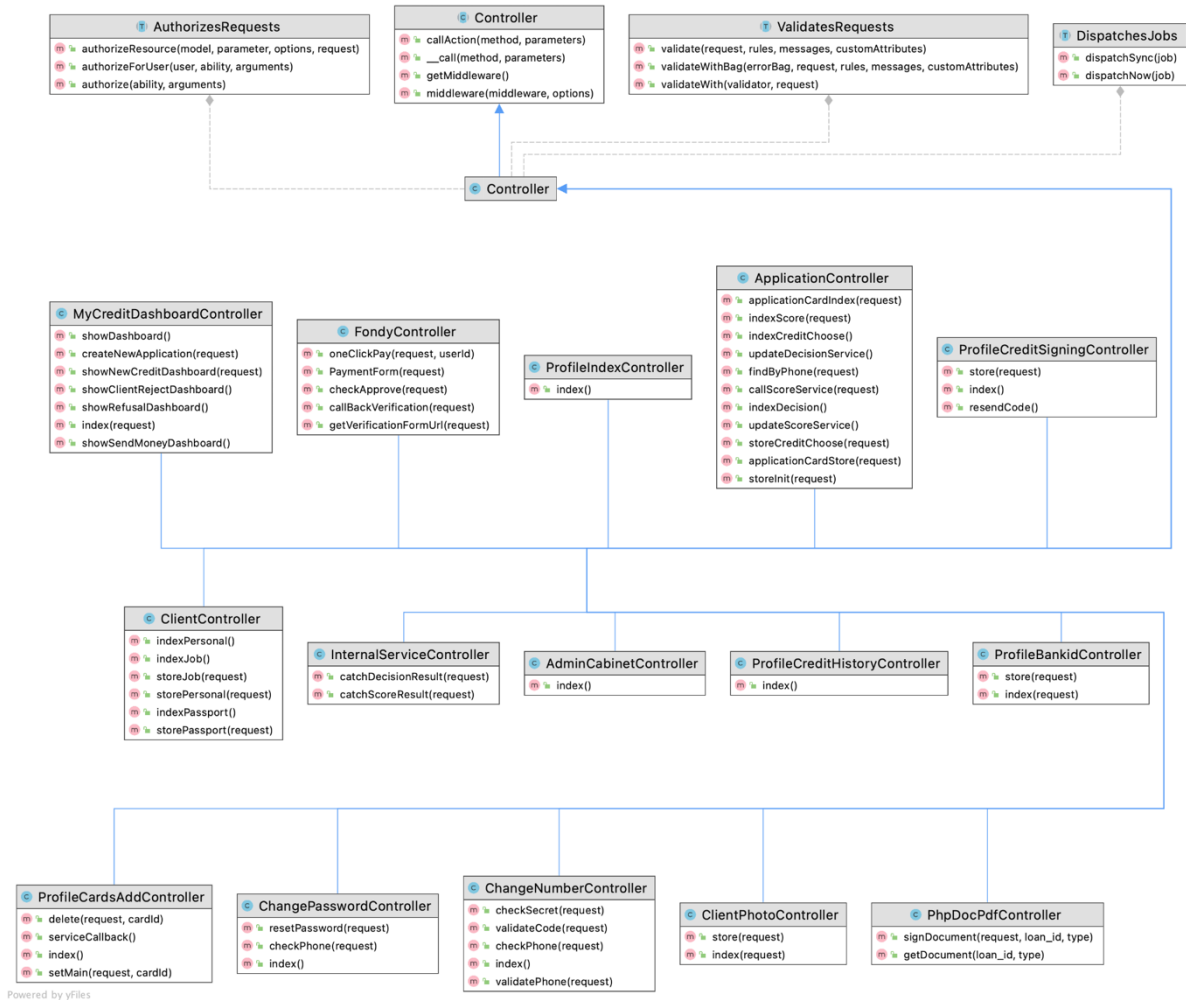 AuthorizesRequests
authorizeResource(model, parameter, options, request)
authorizeForUser(user, ability, arguments)
authorize(ability, arguments)
Controller
callAction(method, parameters)
__call(method, parameters)
getMiddleware()
middleware(middleware, options)
ValidatesRequests
validate(request, rules, messages, customAttributes)
validateWithBag(errorBag, request, rules, messages, customAttributes)
validateWith(validator, request)
DispatchesJobs
dispatchSync(job)
dispatchNow(job)
Controller
MyCreditDashboardController
showDashboard()
createNewApplication(request)
showNewCreditDashboard(request)
showClientRejectDashboard()
showRefusalDashboard()
index(request)
showSendMoneyDashboard()
FondyController
oneClickPay(request, userId)
PaymentForm(request)
checkApprove(request)
callBackVerification(request)
getVerificationFormUrl(request)
ProfileIndexController
index()
ApplicationController
applicationCardIndex(request)
indexScore(request)
indexCreditChoose()
updateDecisionService()
findByPhone(request)
callScoreService(request)
indexDecision()
updateScoreService()
storeCreditChoose(request)
applicationCardStore(request)
storeInit(request)
ProfileCreditSigningController
store(request)
index()
resendCode()
ClientController
indexPersonal()
indexJob()
storeJob(request)
storePersonal(request)
indexPassport()
storePassport(request)
InternalServiceController
catchDecisionResult(request)
catchScoreResult(request)
AdminCabinetController
index()
ProfileCreditHistoryController
index()
ProfileBankidController
store(request)
index(request)
ProfileCardsAddController
delete(request, cardId)
serviceCallback()
index()
setMain(request, cardId)
ChangePasswordController
resetPassword(request)
checkPhone(request)
index()
ChangeNumberController
checkSecret(request)
validateCode(request)
checkPhone(request)
index()
validatePhone(request)
ClientPhotoController
store(request)
index(request)
PhpDocPdfController
signDocument(request, loan_id, type)
getDocument(loan_id, type)
Powered by yFiles